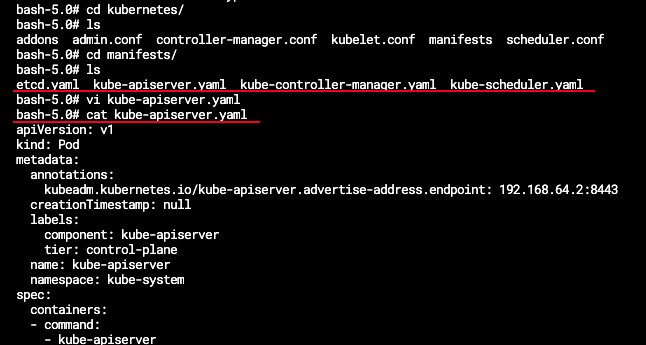 bash-5.0# cd kubernetes/
bash-5.0# ls
addons  admin.conf  controller-manager.conf  kubelet.conf  manifests  scheduler.conf
bash-5.0# cd manifests/
bash-5.0# ls
etcd.yaml  kube-apiserver.yaml  kube-controller-manager.yaml  kube-scheduler.yaml
bash-5.0# vi kube-apiserver.yaml
bash-5.0# cat kube-apiserver.yaml
apiVersion: v1
kind: Pod
metadata:
  annotations:
    kubeadm.kubernetes.io/kube-apiserver.advertise-address.endpoint: 192.168.64.2:8443
  creationTimestamp: null
  labels:
    component: kube-apiserver
    tier: control-plane
  name: kube-apiserver
  namespace: kube-system
spec:
  containers:
  - command:
    - kube-apiserver